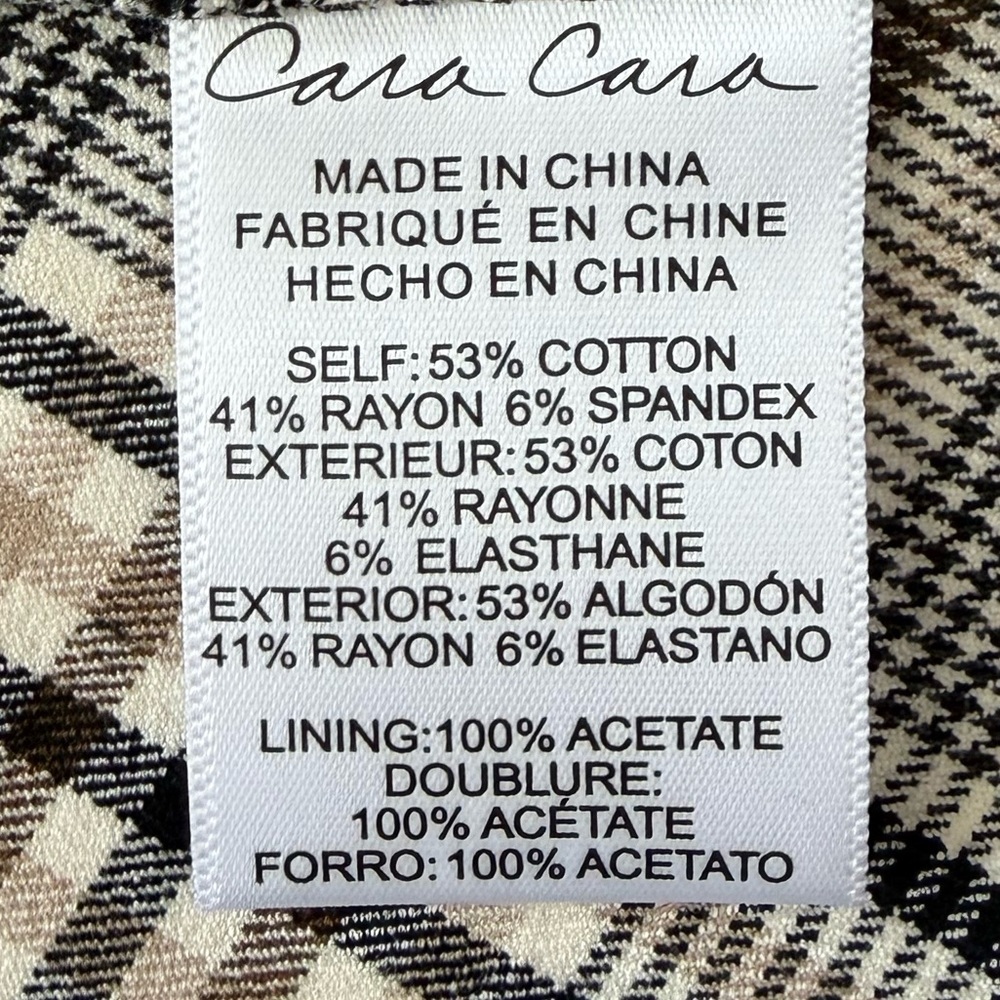 Cara Cara
MADE IN CHINA
FABRIQUÉ EN CHINE
HECHO EN CHINA
SELF: 53% COTTON
41% RAYON 6% SPANDEX
EXTERIEUR: 53% COTON
41% RAYONNE
6% ELASTHANE
EXTERIOR: 53% ALGODÓN
41% RAYON 6% ELASTANO
LINING: 100% ACETATE
DOUBLURE:
100% ACÉTATE
FORRO: 100% ACETATO